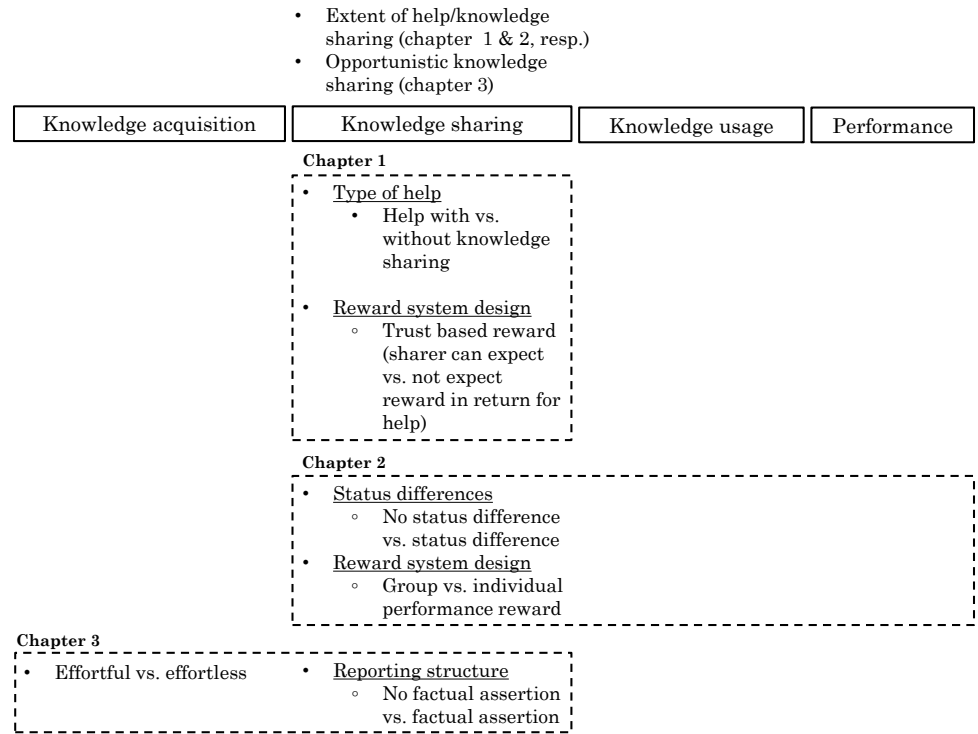 • Extent of help/knowledge
sharing (chapter 1 & 2, resp.)
• Opportunistic knowledge
sharing (chapter 3)
Knowledge acquisition
Knowledge sharing
Knowledge usage
Performance
Chapter 1
• Type of help
• Help with vs.
without knowledge
sharing
• Reward system design
◦ Trust based reward
(sharer can expect
vs. not expect
reward in return for
help)
Chapter 2
• Status differences
◦ No status difference
vs. status difference
• Reward system design
◦ Group vs. individual
performance reward
Chapter 3
• Effortful vs. effortless
• Reporting structure
◦ No factual assertion
vs. factual assertion